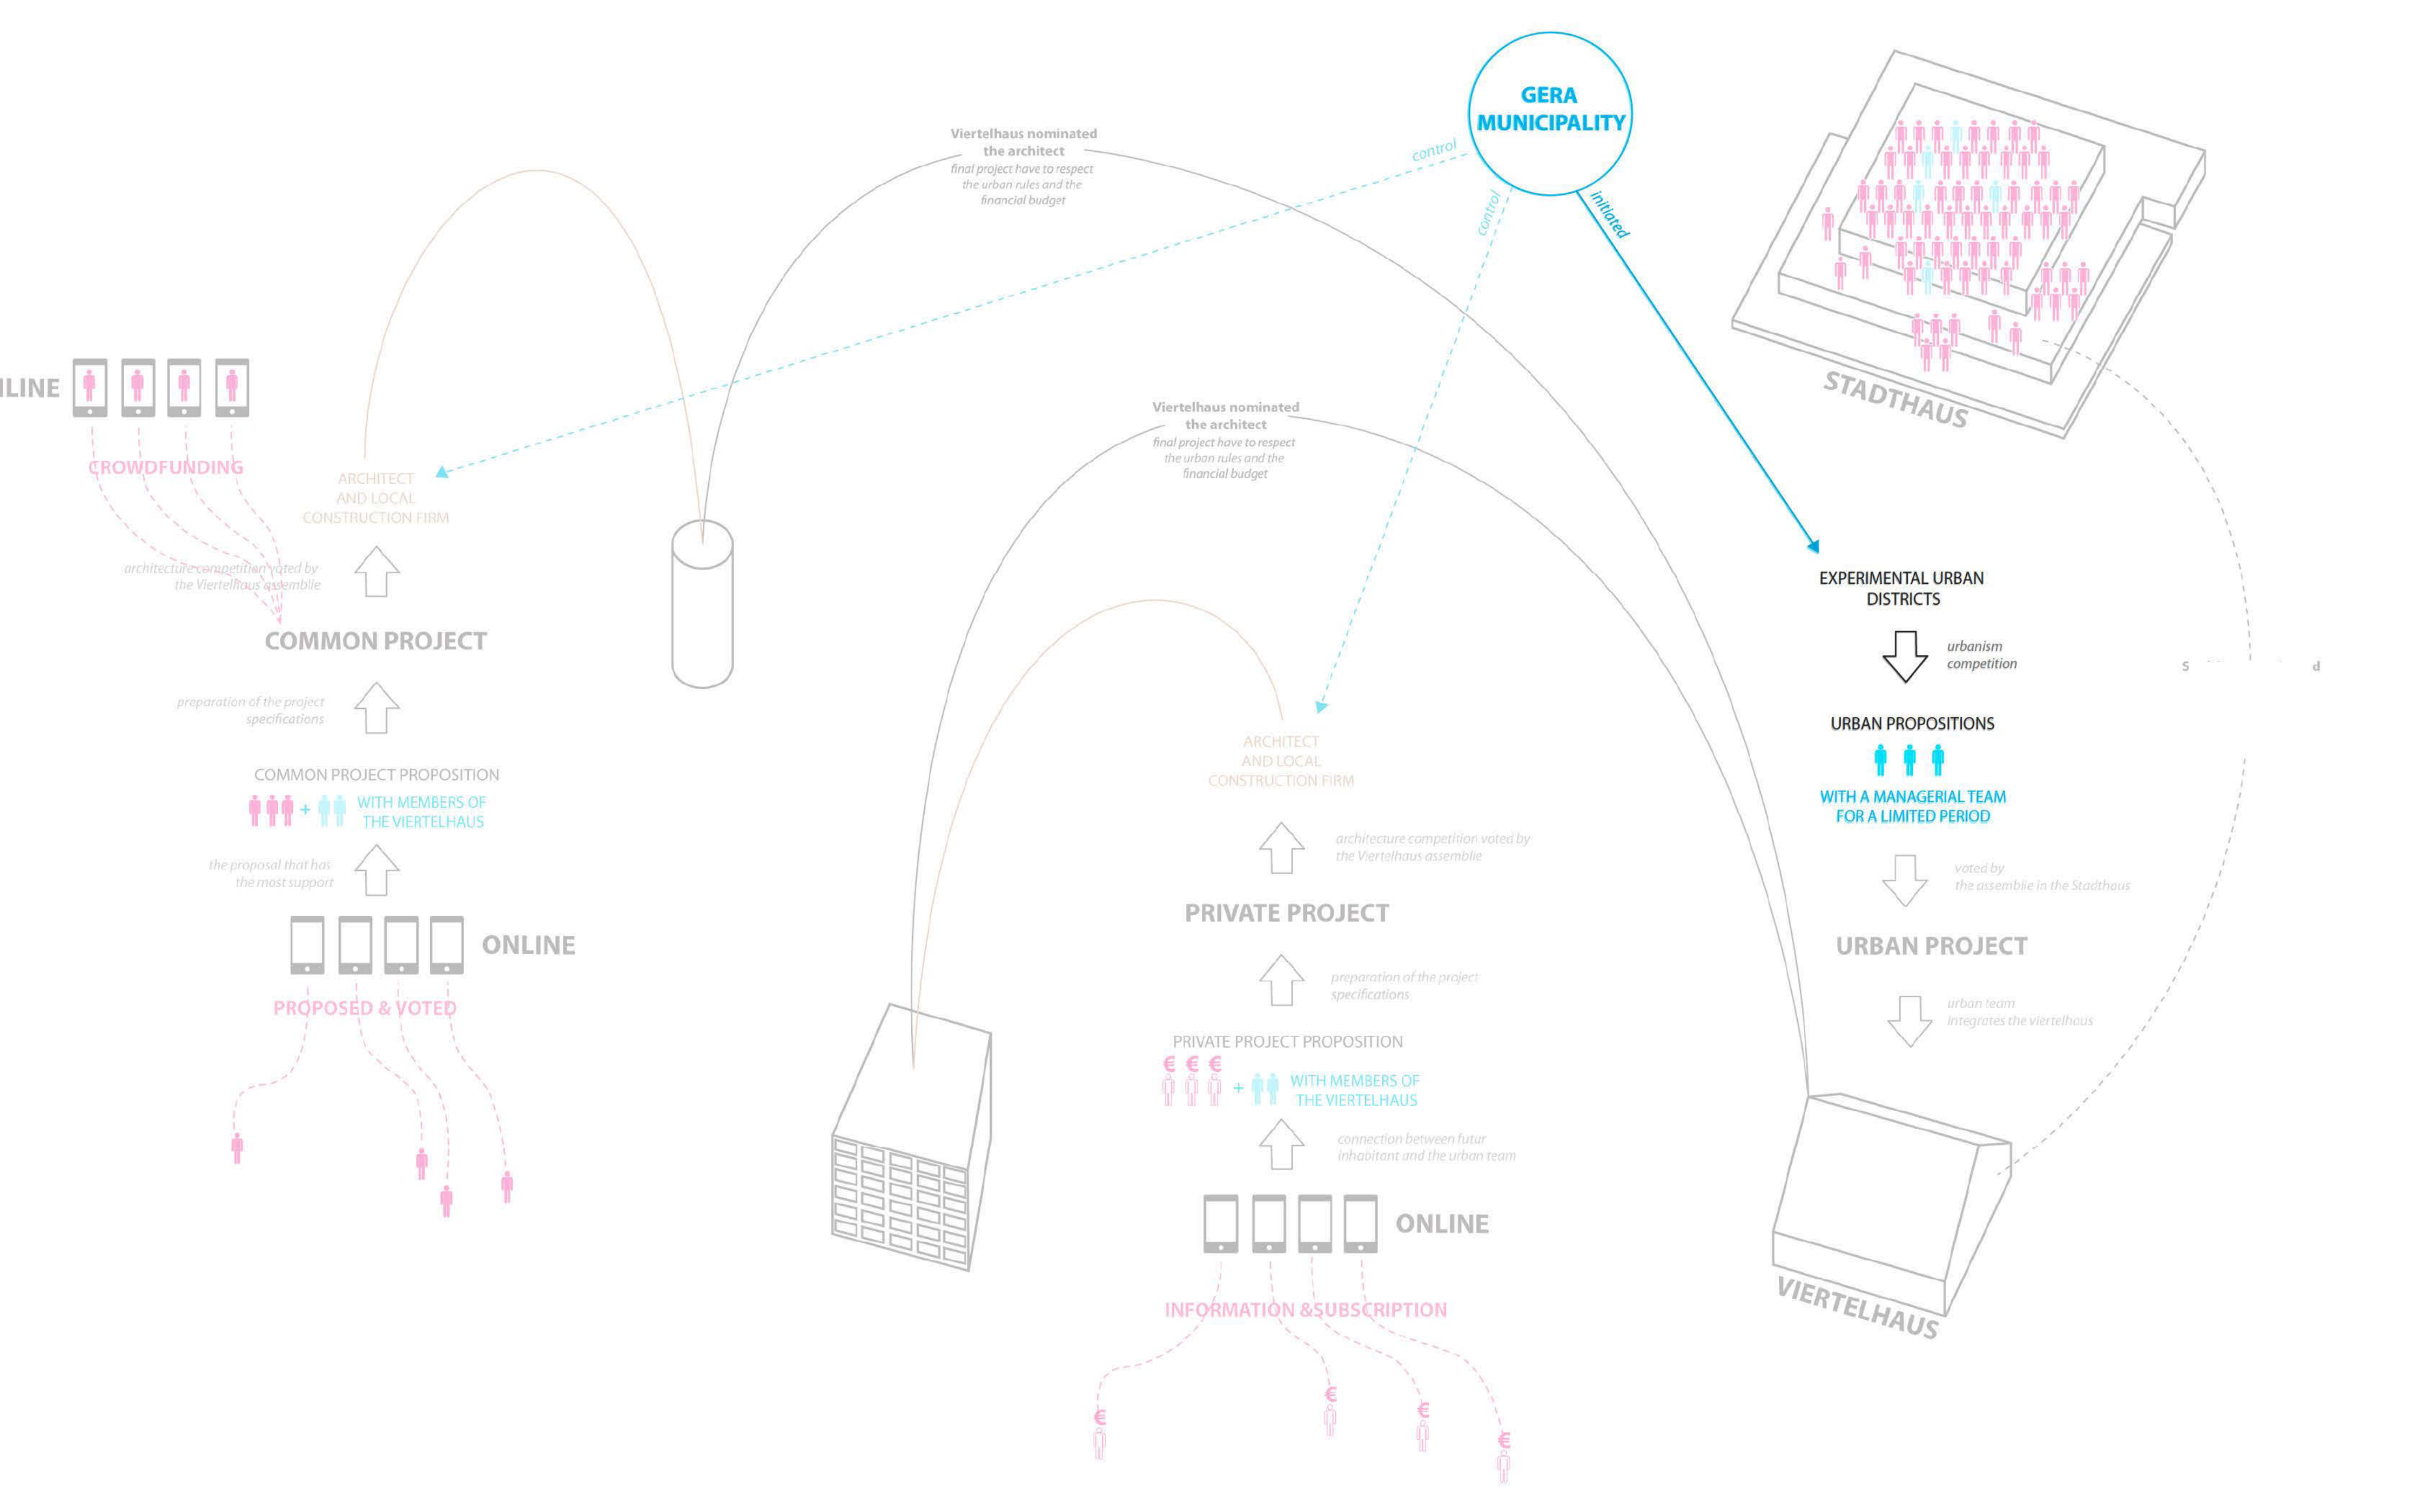 GERA
MUNICIPALITY
control
control
initiated
Viertelhaus nominated
the architect
final project have to respect
the urban rules and the
financial budget
STADTHAUS
LINE
CROWDFUNDING
ARCHITECT
AND LOCAL
CONSTRUCTION FIRM
architecture competition voted by
the Viertelhaus assemblie
COMMON PROJECT
preparation of the project
specifications
COMMON PROJECT PROPOSITION
+
WITH MEMBERS OF
THE VIERTELHAUS
the proposal that has
the most support
ONLINE
PROPOSED & VOTED
Viertelhaus nominated
the architect
final project have to respect
the urban rules and the
financial budget
ARCHITECT
AND LOCAL
CONSTRUCTION FIRM
architecture competition voted by
the Viertelhaus assemblie
PRIVATE PROJECT
preparation of the project
specifications
PRIVATE PROJECT PROPOSITION
€ € €
+
WITH MEMBERS OF
THE VIERTELHAUS
connection between futur
inhabitant and the urban team
ONLINE
INFORMATION &SUBSCRIPTION
€
€
€
€
EXPERIMENTAL URBAN
DISTRICTS
urbanism
competition
URBAN PROPOSITIONS
WITH A MANAGERIAL TEAM
FOR A LIMITED PERIOD
voted by
the assemblie in the Stadthaus
URBAN PROJECT
urban team
integrates the viertelhaus
VIERTELHAUS